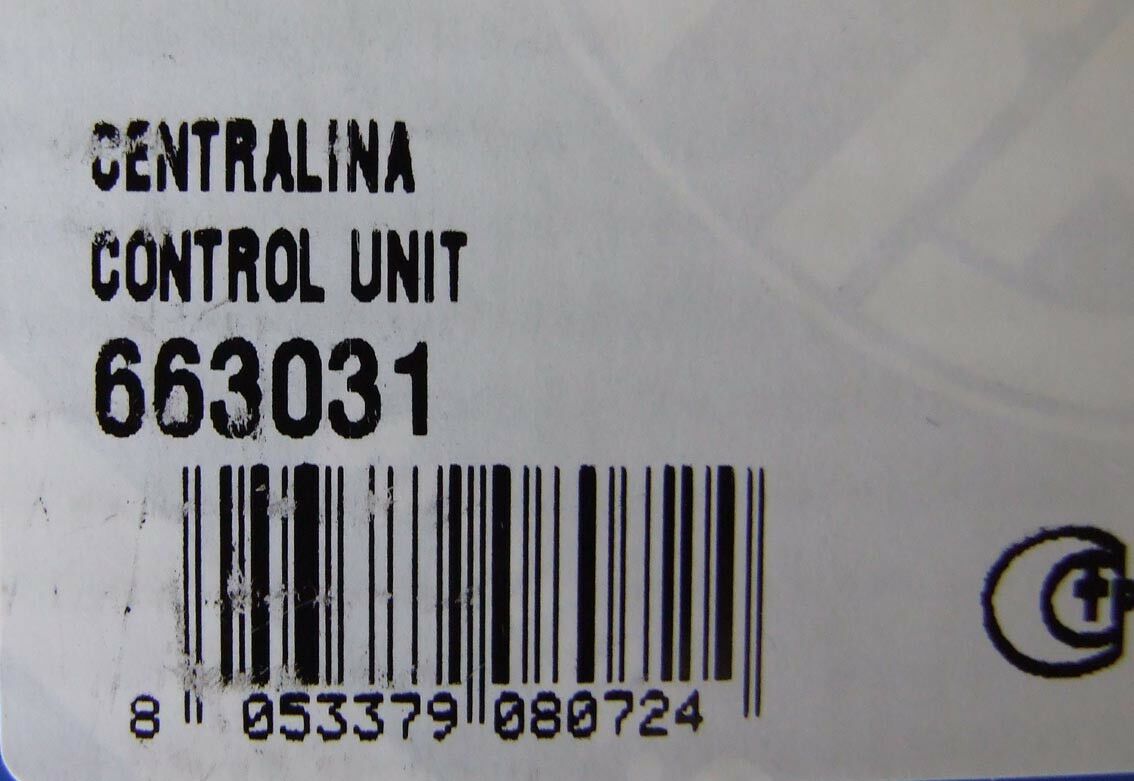 CENTRALINA
CONTROL UNIT
663031
8 053379 080724